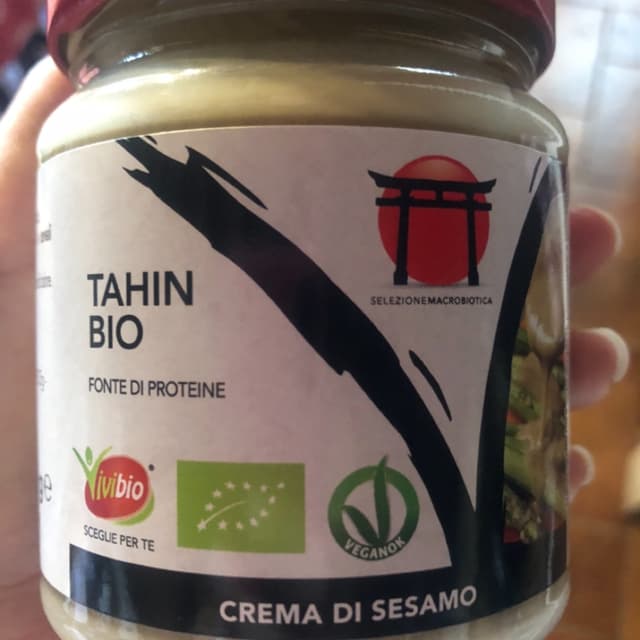 SELEZIONEMACROBIOTICA
TAHIN
BIO
FONTE DI PROTEINE
Vivibio
SCEGLIE PER TE
VEGANOK
CREMA DI SESAMO